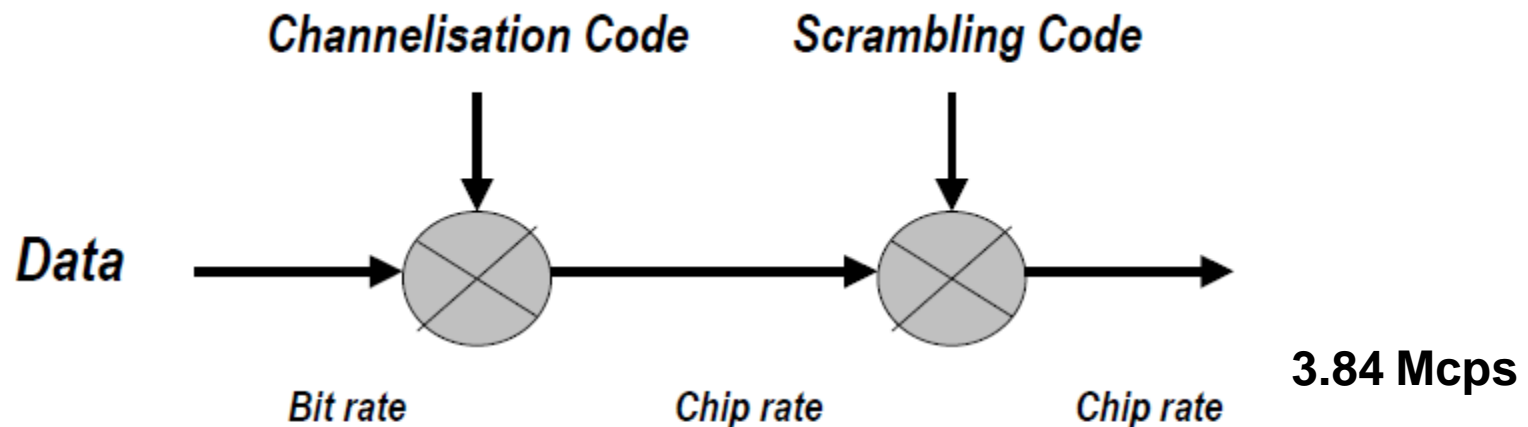 Channelisation Code Scrambling Code
Data
3.84 Mcps
Bit rate Chip rate Chip rate